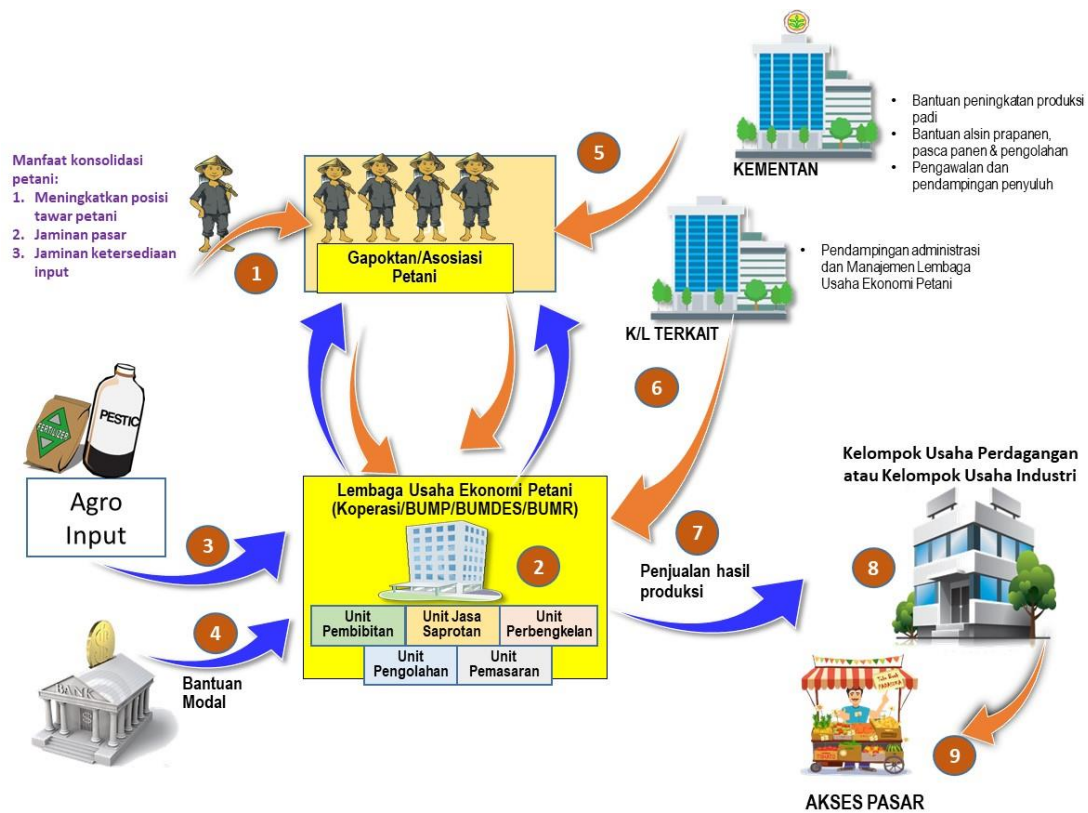 Manfaat konsolidasi
petani:
1. Meningkatkan posisi
tawar petani
2. Jaminan pasar
3. Jaminan ketersediaan
input
1
Gapoktan/Asosiasi
Petani
5
KEMENTAN
• Bantuan peningkatan produksi
padi
• Bantuan alsin prapanen,
pasca panen & pengolahan
• Pengawalan dan
pendampingan penyuluh
K/L TERKAIT
• Pendampingan administrasi
dan Manajemen Lembaga
Usaha Ekonomi Petani
6
FERTILIZER
PESTIC
Agro
Input
3
BANK
4
Bantuan
Modal
Lembaga Usaha Ekonomi Petani
(Koperasi/BUMP/BUMDES/BUMR)
2
Unit
Pembibitan
Unit Jasa
Saprotan
Unit
Perbengkelan
Unit
Pengolahan
Unit
Pemasaran
7
Penjualan hasil
produksi
Kelompok Usaha Perdagangan
atau Kelompok Usaha Industri
8
9
AKSES PASAR